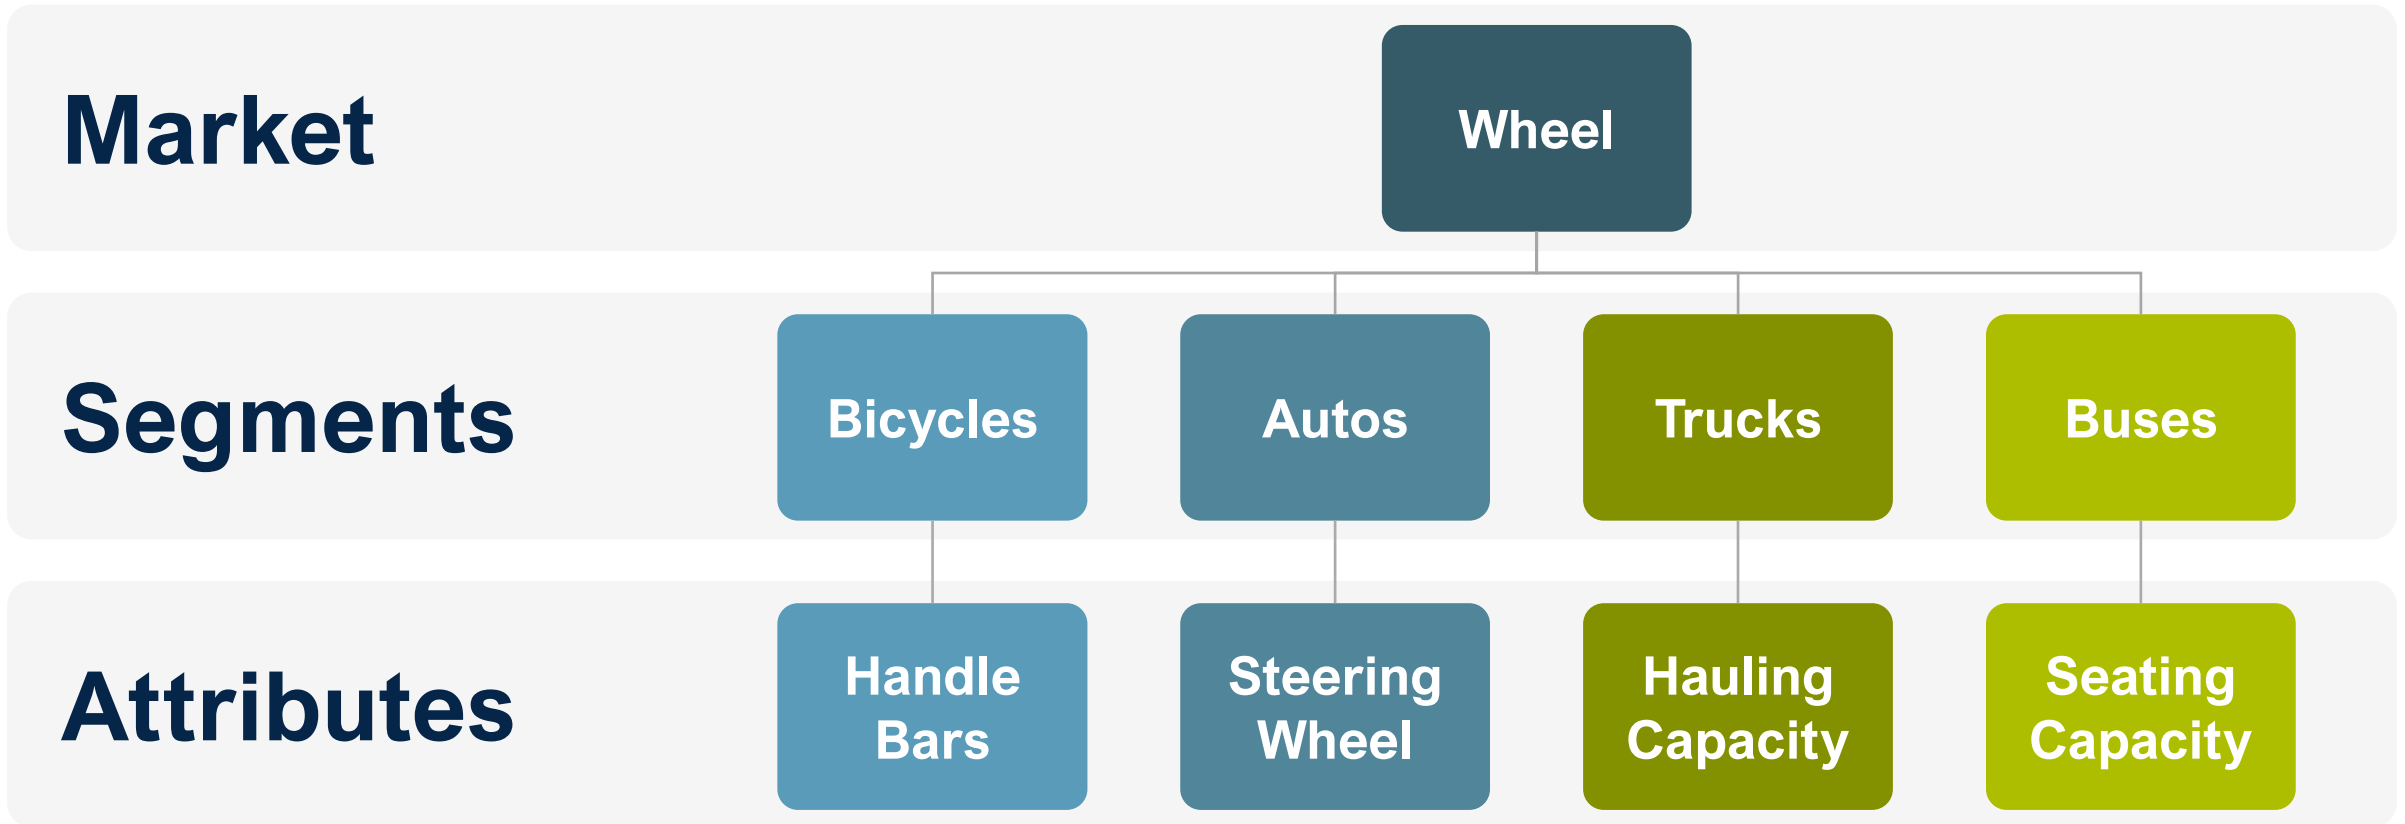 Market
Wheel
Segments
Bicycles
Autos
Trucks
Buses
Attributes
Handle
Bars
Steering
Wheel
Hauling
Capacity
Seating
Capacity